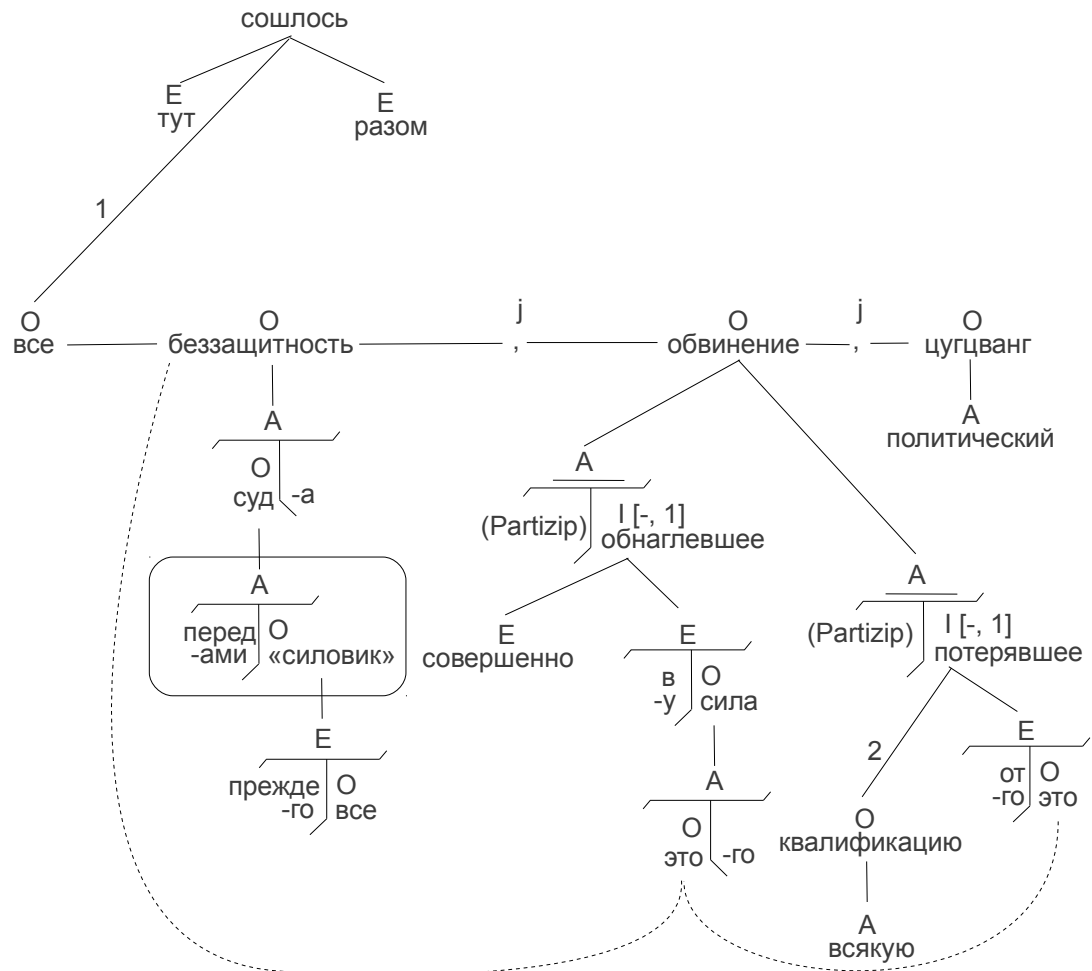 сошлось
E E
тут разом
1
O O j O j O
все беззащитность , обвинение , цугцванг
A A
политический
O
суд -а
A
(Partizip) I [-, 1]
обнаглевшее
A
перед O
-ами «силовик»
A
(Partizip) I [-, 1]
потерявшее
E E
совершенно в O
-у сила
E
прежде O
-го все
2
E
от O
-го это
A
O
это -го
O
квалификацию
A
всякую